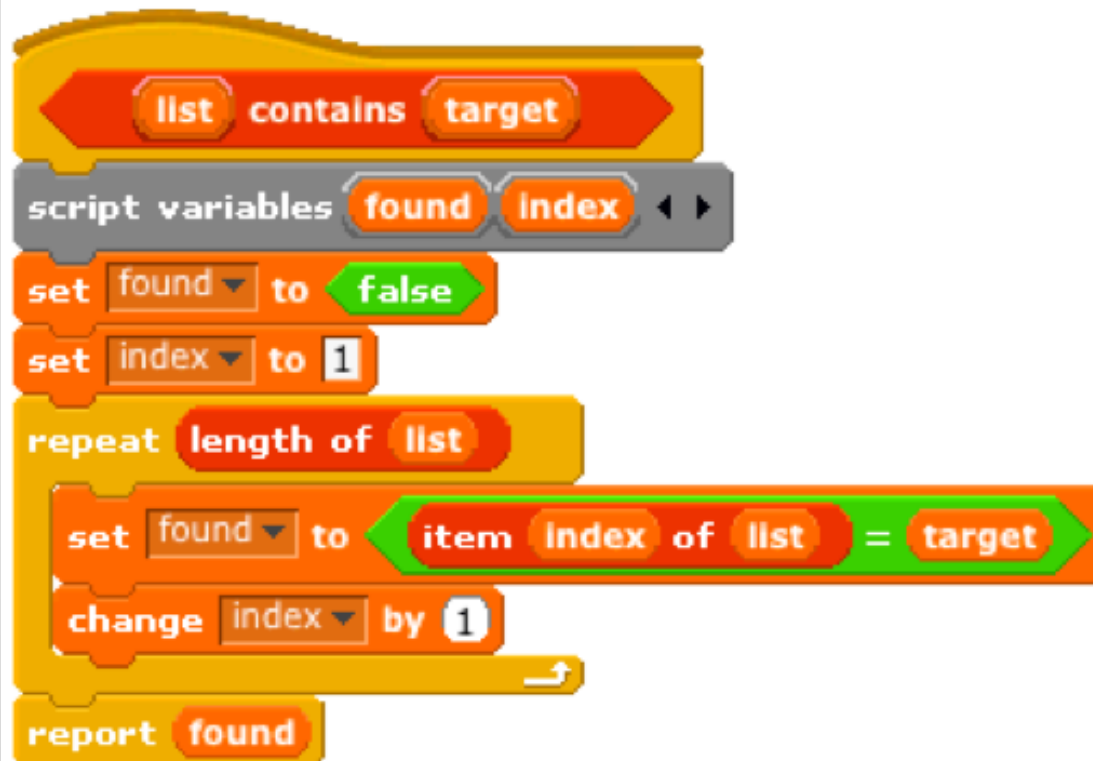 list contains target
script variables found index
set found to false
set index to 1
repeat length of list
set found to item index of list = target
change index by 1
report found